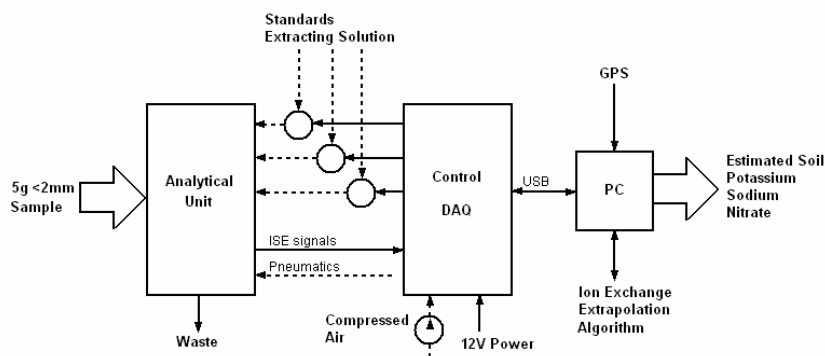 Standards
Extracting Solution
GPS
5g <2mm
Sample
Analytical
Unit
Control
DAQ
USB
PC
Estimated Soil
Potassium
Sodium
Nitrate
ISE signals
Pneumatics
Waste
Compressed
Air
12V Power
Ion Exchange
Extrapolation
Algorithm